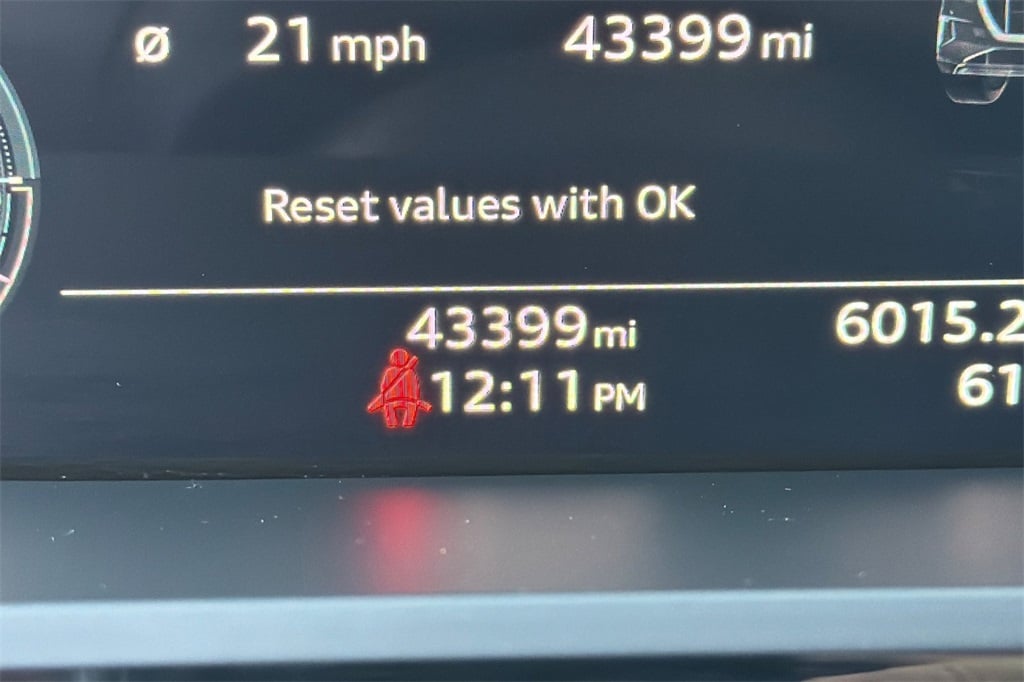 Ø 21 mph 43399 mi
Reset values with OK
43399 mi 6015.2
12:11 PM 61